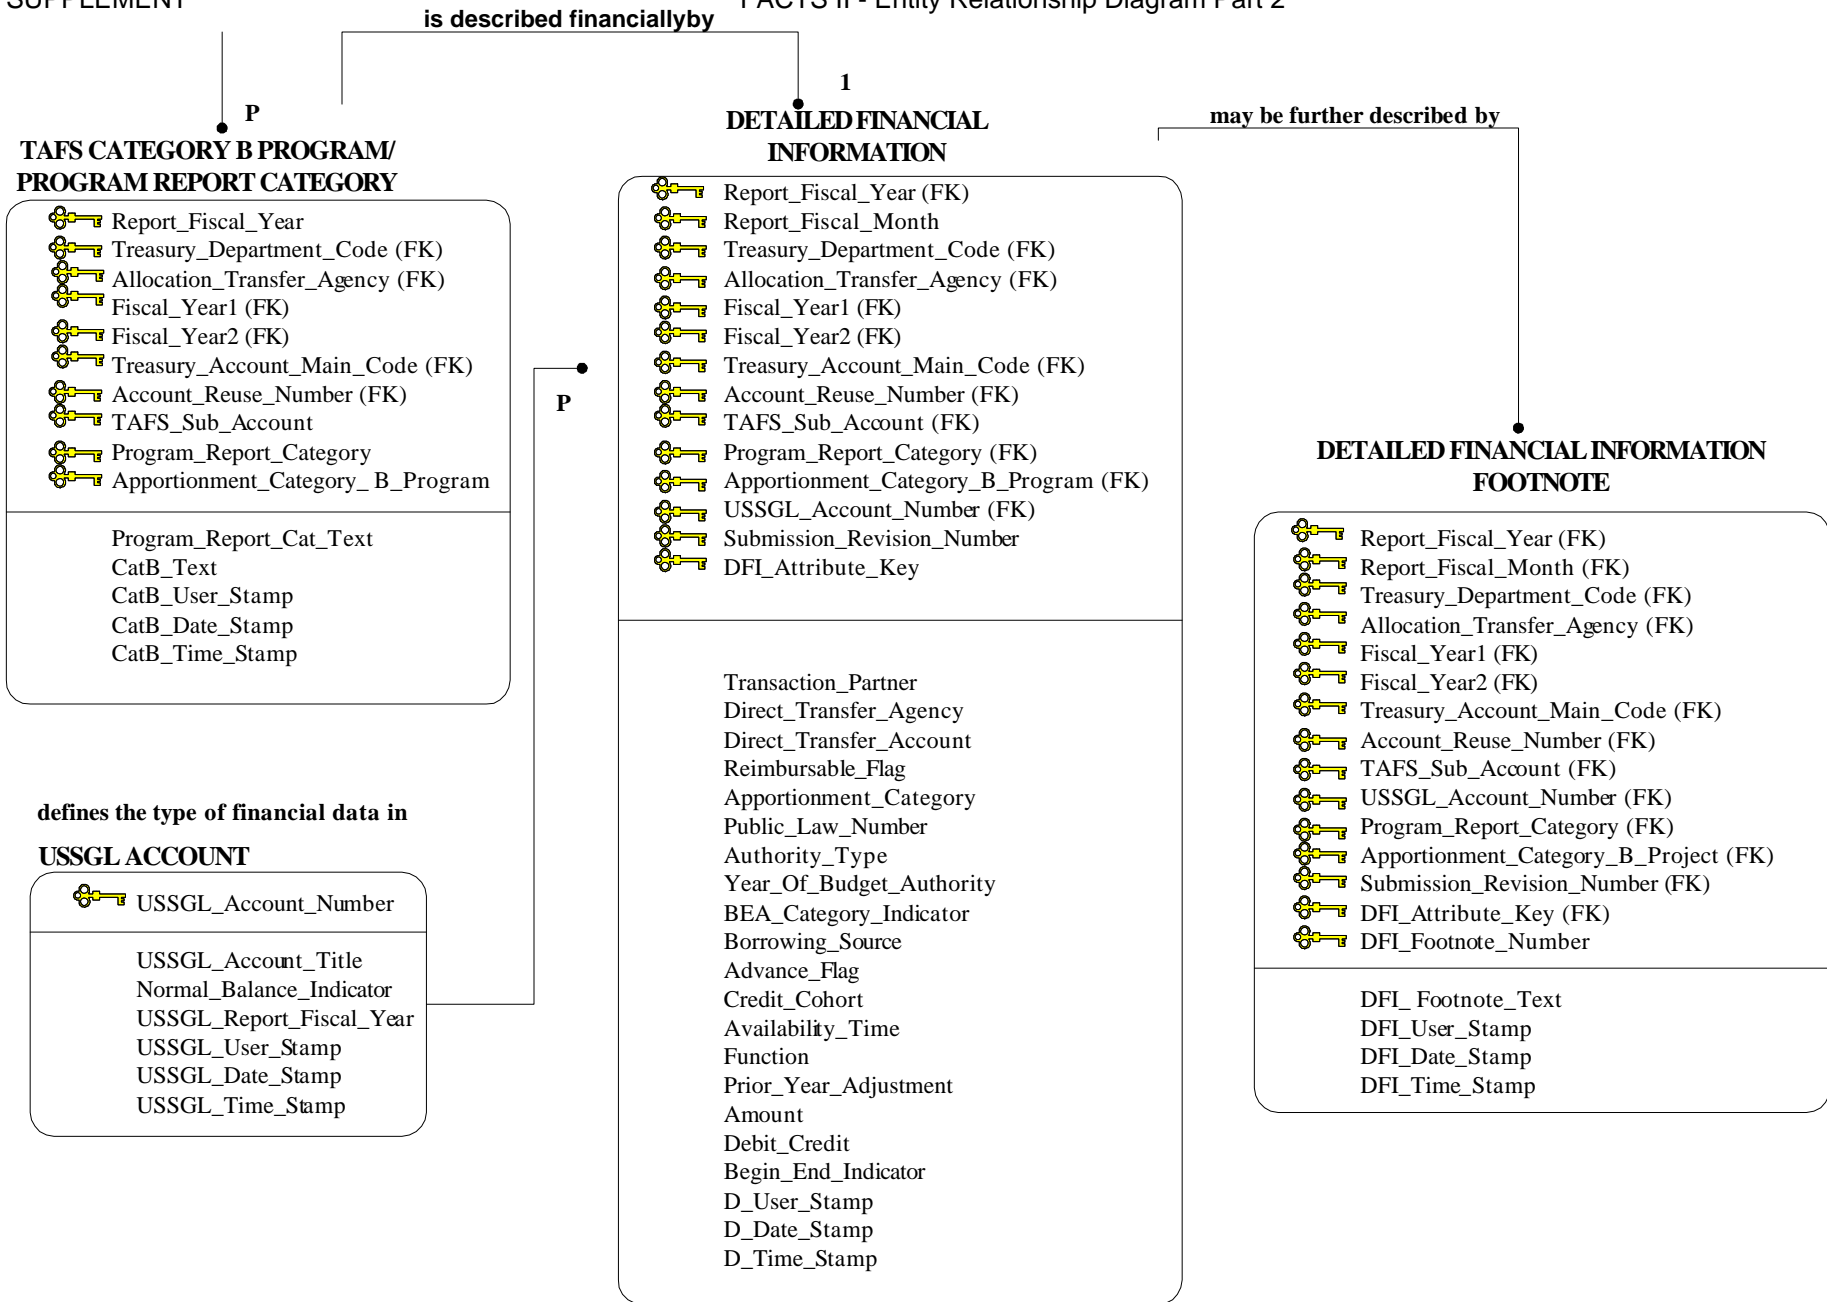 SUPPLEMENT
FACTS II - Entity Relationship Diagram Part 2
is described financiallyby
P
1
TAFS CATEGORY B PROGRAM/
PROGRAM REPORT CATEGORY
Report_Fiscal_Year
Treasury_Department_Code (FK)
Allocation_Transfer_Agency (FK)
Fiscal_Year1 (FK)
Fiscal_Year2 (FK)
Treasury_Account_Main_Code (FK)
Account_Reuse_Number (FK)
TAFS_Sub_Account
Program_Report_Category
Apportionment_Category_ B_Program
Program_Report_Cat_Text
CatB_Text
CatB_User_Stamp
CatB_Date_Stamp
CatB_Time_Stamp
defines the type of financial data in
USSGL ACCOUNT
USSGL_Account_Number
USSGL_Account_Title
Normal_Balance_Indicator
USSGL_Report_Fiscal_Year
USSGL_User_Stamp
USSGL_Date_Stamp
USSGL_Time_Stamp
P
DETAILED FINANCIAL
INFORMATION
Report_Fiscal_Year (FK)
Report_Fiscal_Month
Treasury_Department_Code (FK)
Allocation_Transfer_Agency (FK)
Fiscal_Year1 (FK)
Fiscal_Year2 (FK)
Treasury_Account_Main_Code (FK)
Account_Reuse_Number (FK)
TAFS_Sub_Account (FK)
Program_Report_Category (FK)
Apportionment_Category_B_Program (FK)
USSGL_Account_Number (FK)
Submission_Revision_Number
DFI_Attribute_Key
Transaction_Partner
Direct_Transfer_Agency
Direct_Transfer_Account
Reimbursable_Flag
Apportionment_Category
Public_Law_Number
Authority_Type
Year_Of_Budget_Authority
BEA_Category_Indicator
Borrowing_Source
Advance_Flag
Credit_Cohort
Availability_Time
Function
Prior_Year_Adjustment
Amount
Debit_Credit
Begin_End_Indicator
D_User_Stamp
D_Date_Stamp
D_Time_Stamp
may be further described by
DETAILED FINANCIAL INFORMATION
FOOTNOTE
Report_Fiscal_Year (FK)
Report_Fiscal_Month (FK)
Treasury_Department_Code (FK)
Allocation_Transfer_Agency (FK)
Fiscal_Year1 (FK)
Fiscal_Year2 (FK)
Treasury_Account_Main_Code (FK)
Account_Reuse_Number (FK)
TAFS_Sub_Account (FK)
USSGL_Account_Number (FK)
Program_Report_Category (FK)
Apportionment_Category_B_Project (FK)
Submission_Revision_Number (FK)
DFI_Attribute_Key (FK)
DFI_Footnote_Number
DFI_ Footnote_Text
DFI_User_Stamp
DFI_Date_Stamp
DFI_Time_Stamp